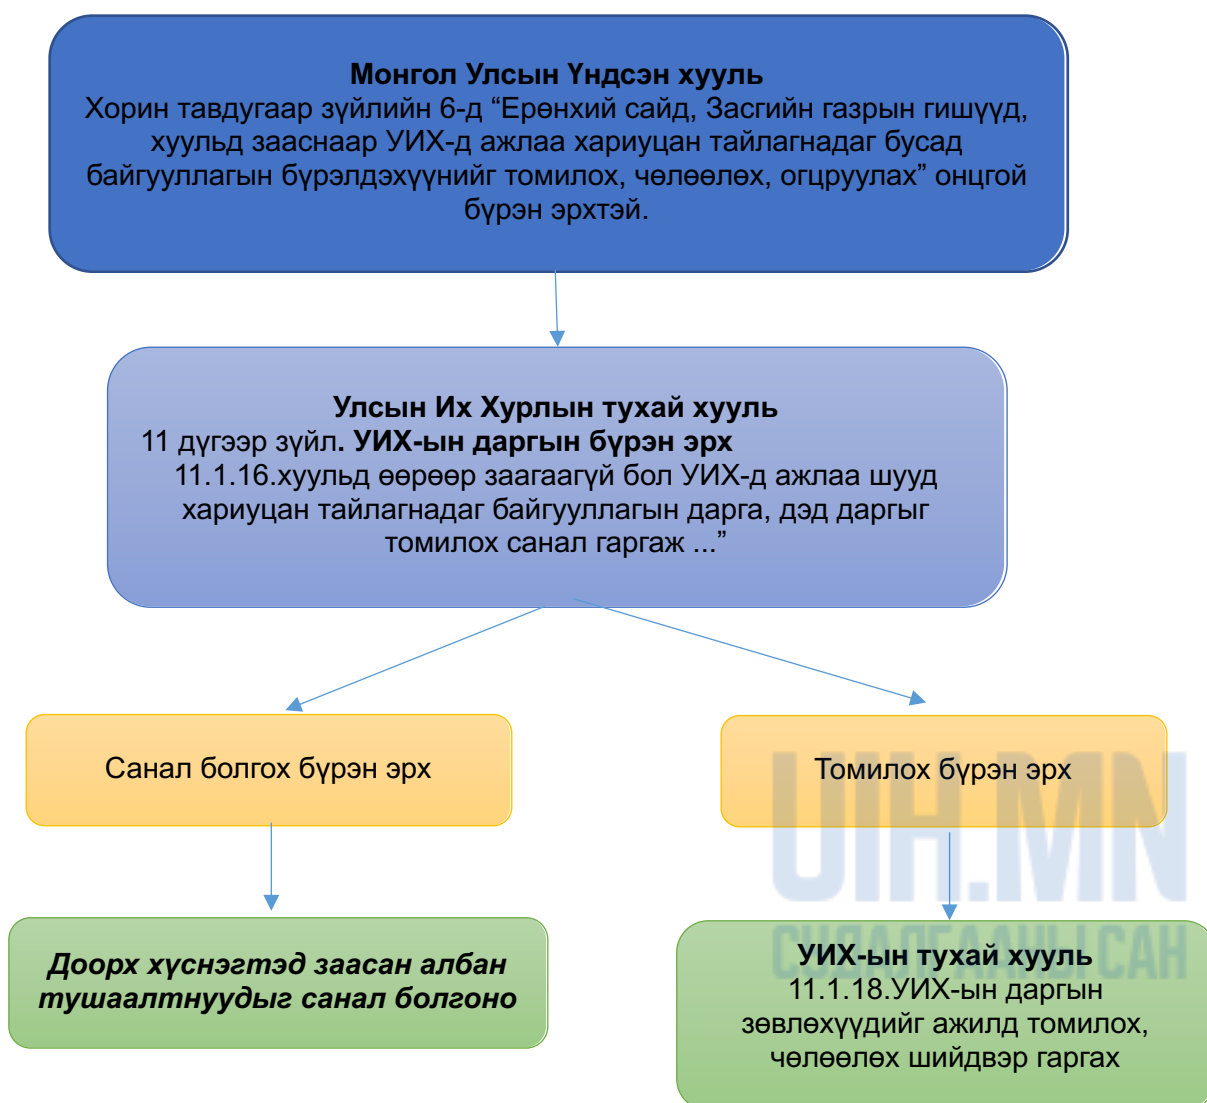 Монгол Улсын Үндсэн хууль
Хорин тавдугаар зүйлийн 6-д “Ерөнхий сайд, Засгийн газрын гишүүд,
хуульд зааснаар УИХ-д ажлаа хариуцан тайлагнадаг бусад
байгууллагын бүрэлдэхүүнийг томилох, чөлөөлөх, огцруулах” онцгой
бүрэн эрхтэй.
Улсын Их Хурлын тухай хууль
11 дүгээр зүйл. УИХ-ын даргын бүрэн эрх
11.1.16.хуульд өөрөөр заагаагүй бол УИХ-д ажлаа шууд
хариуцан тайлагнадаг байгууллагын дарга, дэд даргыг
томилох санал гаргаж ...”
Санал болгох бүрэн эрх
Томилох бүрэн эрх
UIH.MN
СУДАЛГААНЫ САН
Доорх хүснэгтэд заасан албан
тушаалтнуудыг санал болгоно
УИХ-ын тухай хууль
11.1.18.УИХ-ын даргын
зөвлөхүүдийг ажилд томилох,
чөлөөлөх шийдвэр гаргах